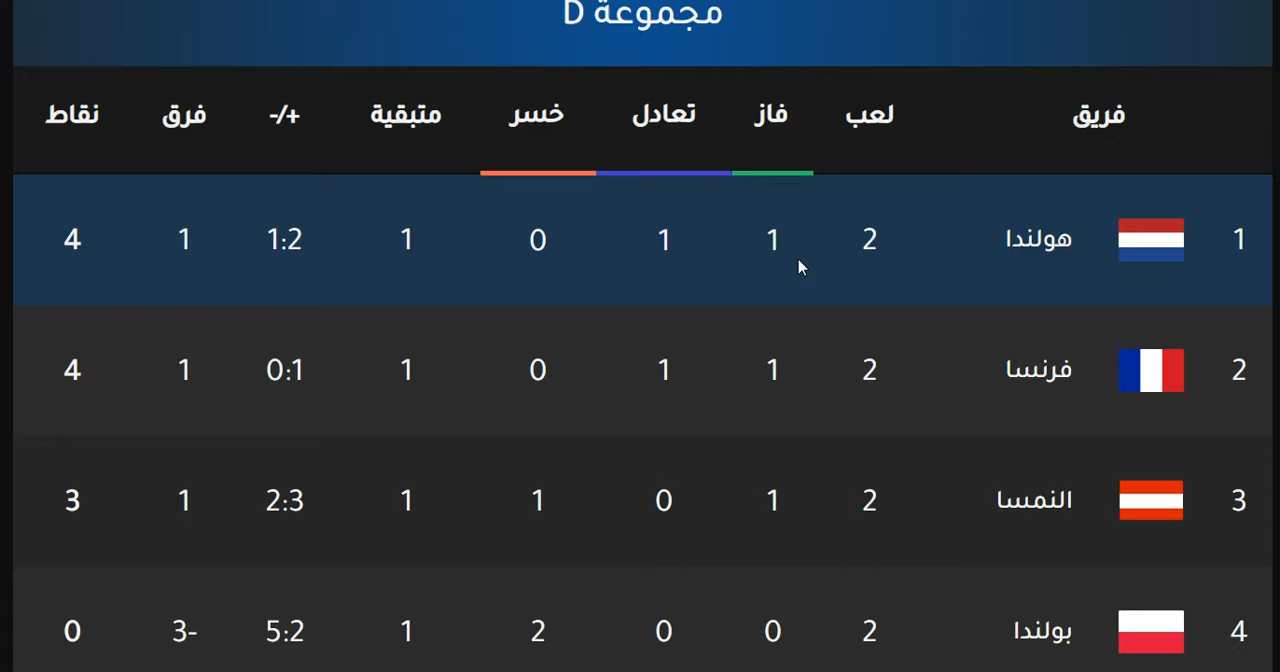 مجموعة D
فريق لعب فاز تعادل خسر متبقية +/- فرق نقاط
1 هولندا 2 1 1 0 1 1:2 1 4
2 فرنسا 2 1 1 0 1 0:1 1 4
3 النمسا 2 1 0 1 1 2:3 1 3
4 بولندا 2 0 0 2 1 5:2 3- 0